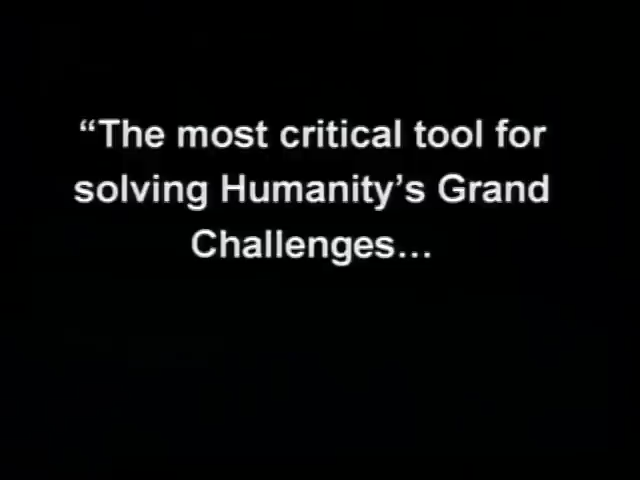 “The most critical tool for
solving Humanity’s Grand
Challenges…